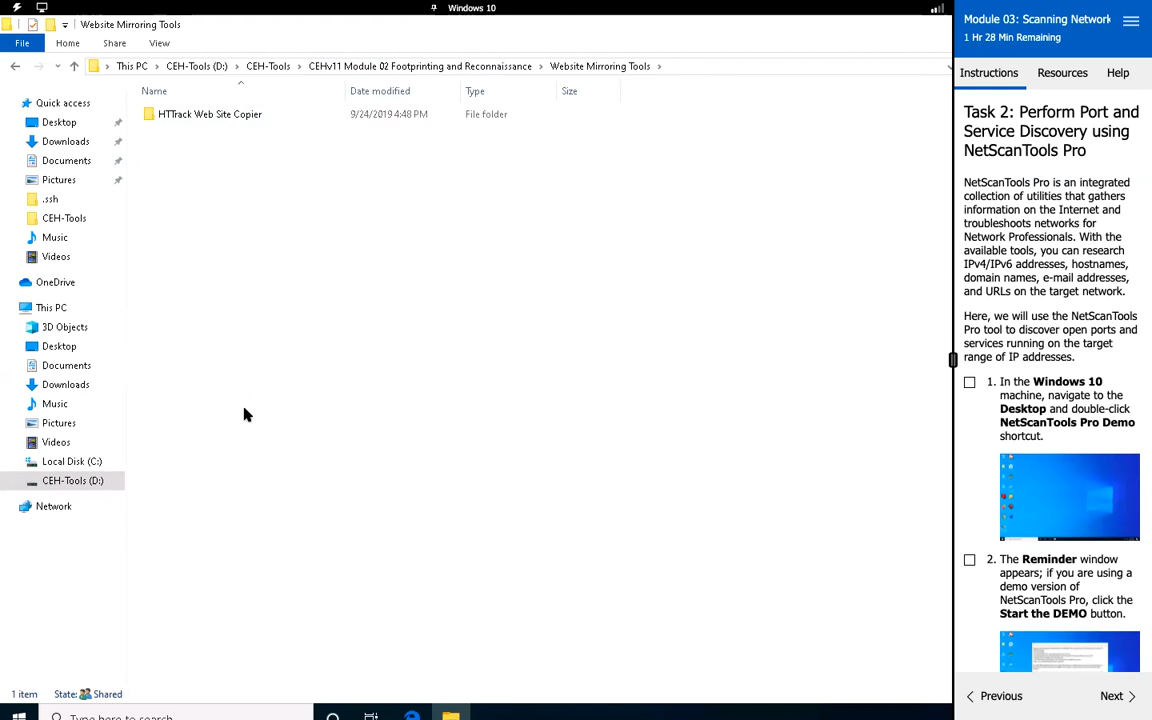 Windows 10
Website Mirroring Tools
File Home Share View
This PC > CEH-Tools (D:) > CEH-Tools > CEHv11 Module 02 Footprinting and Reconnaissance > Website Mirroring Tools >
Name Date modified Type Size
HTTrack Web Site Copier 9/24/2019 4:48 PM File folder
Quick access
Desktop
Downloads
Documents
Pictures
.ssh
CEH-Tools
Music
Videos
OneDrive
This PC
3D Objects
Desktop
Documents
Downloads
Music
Pictures
Videos
Local Disk (C:)
CEH-Tools (D:)
Network
1 item State: Shared
Type here to search
Module 03: Scanning Network
1 Hr 28 Min Remaining
Instructions Resources Help
Task 2: Perform Port and
Service Discovery using
NetScanTools Pro
NetScanTools Pro is an integrated
collection of utilities that gathers
information on the Internet and
troubleshoots networks for
Network Professionals. With the
available tools, you can research
IPv4/IPv6 addresses, hostnames,
domain names, e-mail addresses,
and URLs on the target network.
Here, we will use the NetScanTools
Pro tool to discover open ports and
services running on the target
range of IP addresses.
1. In the Windows 10
machine, navigate to the
Desktop and double-click
NetScanTools Pro Demo
shortcut.
2. The Reminder window
appears; if you are using a
demo version of
NetScanTools Pro, click the
Start the DEMO button.
< Previous Next >